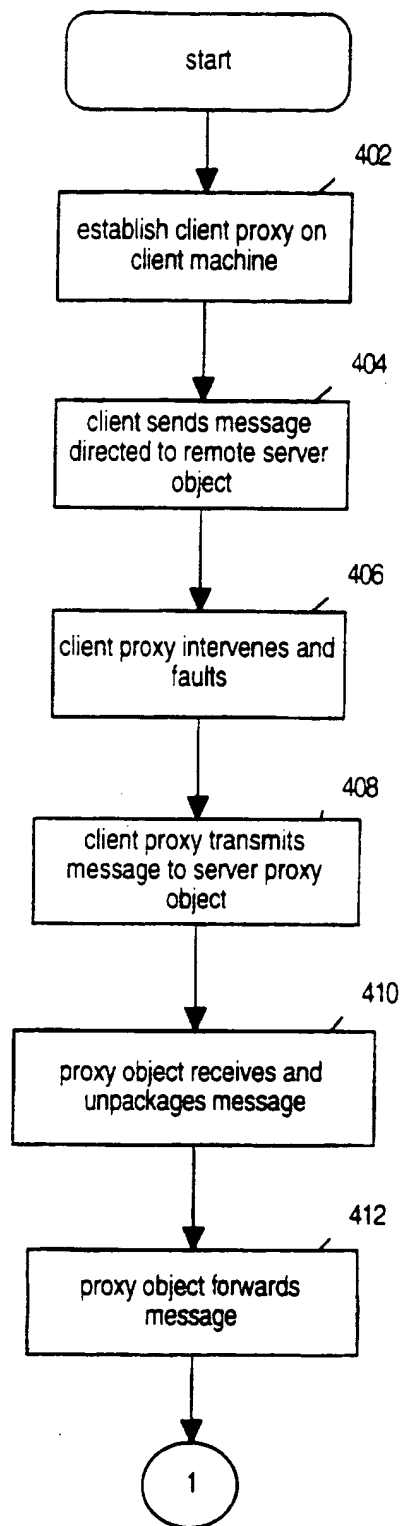 start
402
establish client proxy on
client machine
404
client sends message
directed to remote server
object
406
client proxy intervenes and
faults
408
client proxy transmits
message to server proxy
object
410
proxy object receives and
unpackages message
412
proxy object forwards
message
1